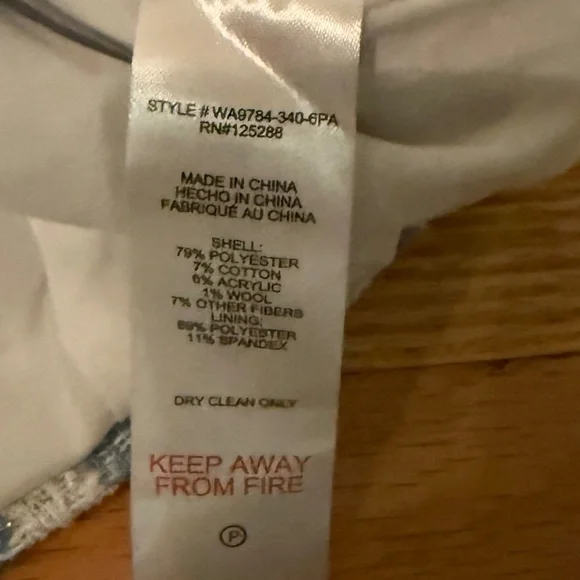 STYLE # WA9784-340-6PA
RN#125288
MADE IN CHINA
HECHO IN CHINA
FABRIQUÉ AU CHINA
SHELL:
79% POLYESTER
7% COTTON
6% ACRYLIC
1% WOOL
7% OTHER FIBERS
LINING:
89% POLYESTER
11% SPANDEX
DRY CLEAN ONLY
KEEP AWAY
FROM FIRE
P